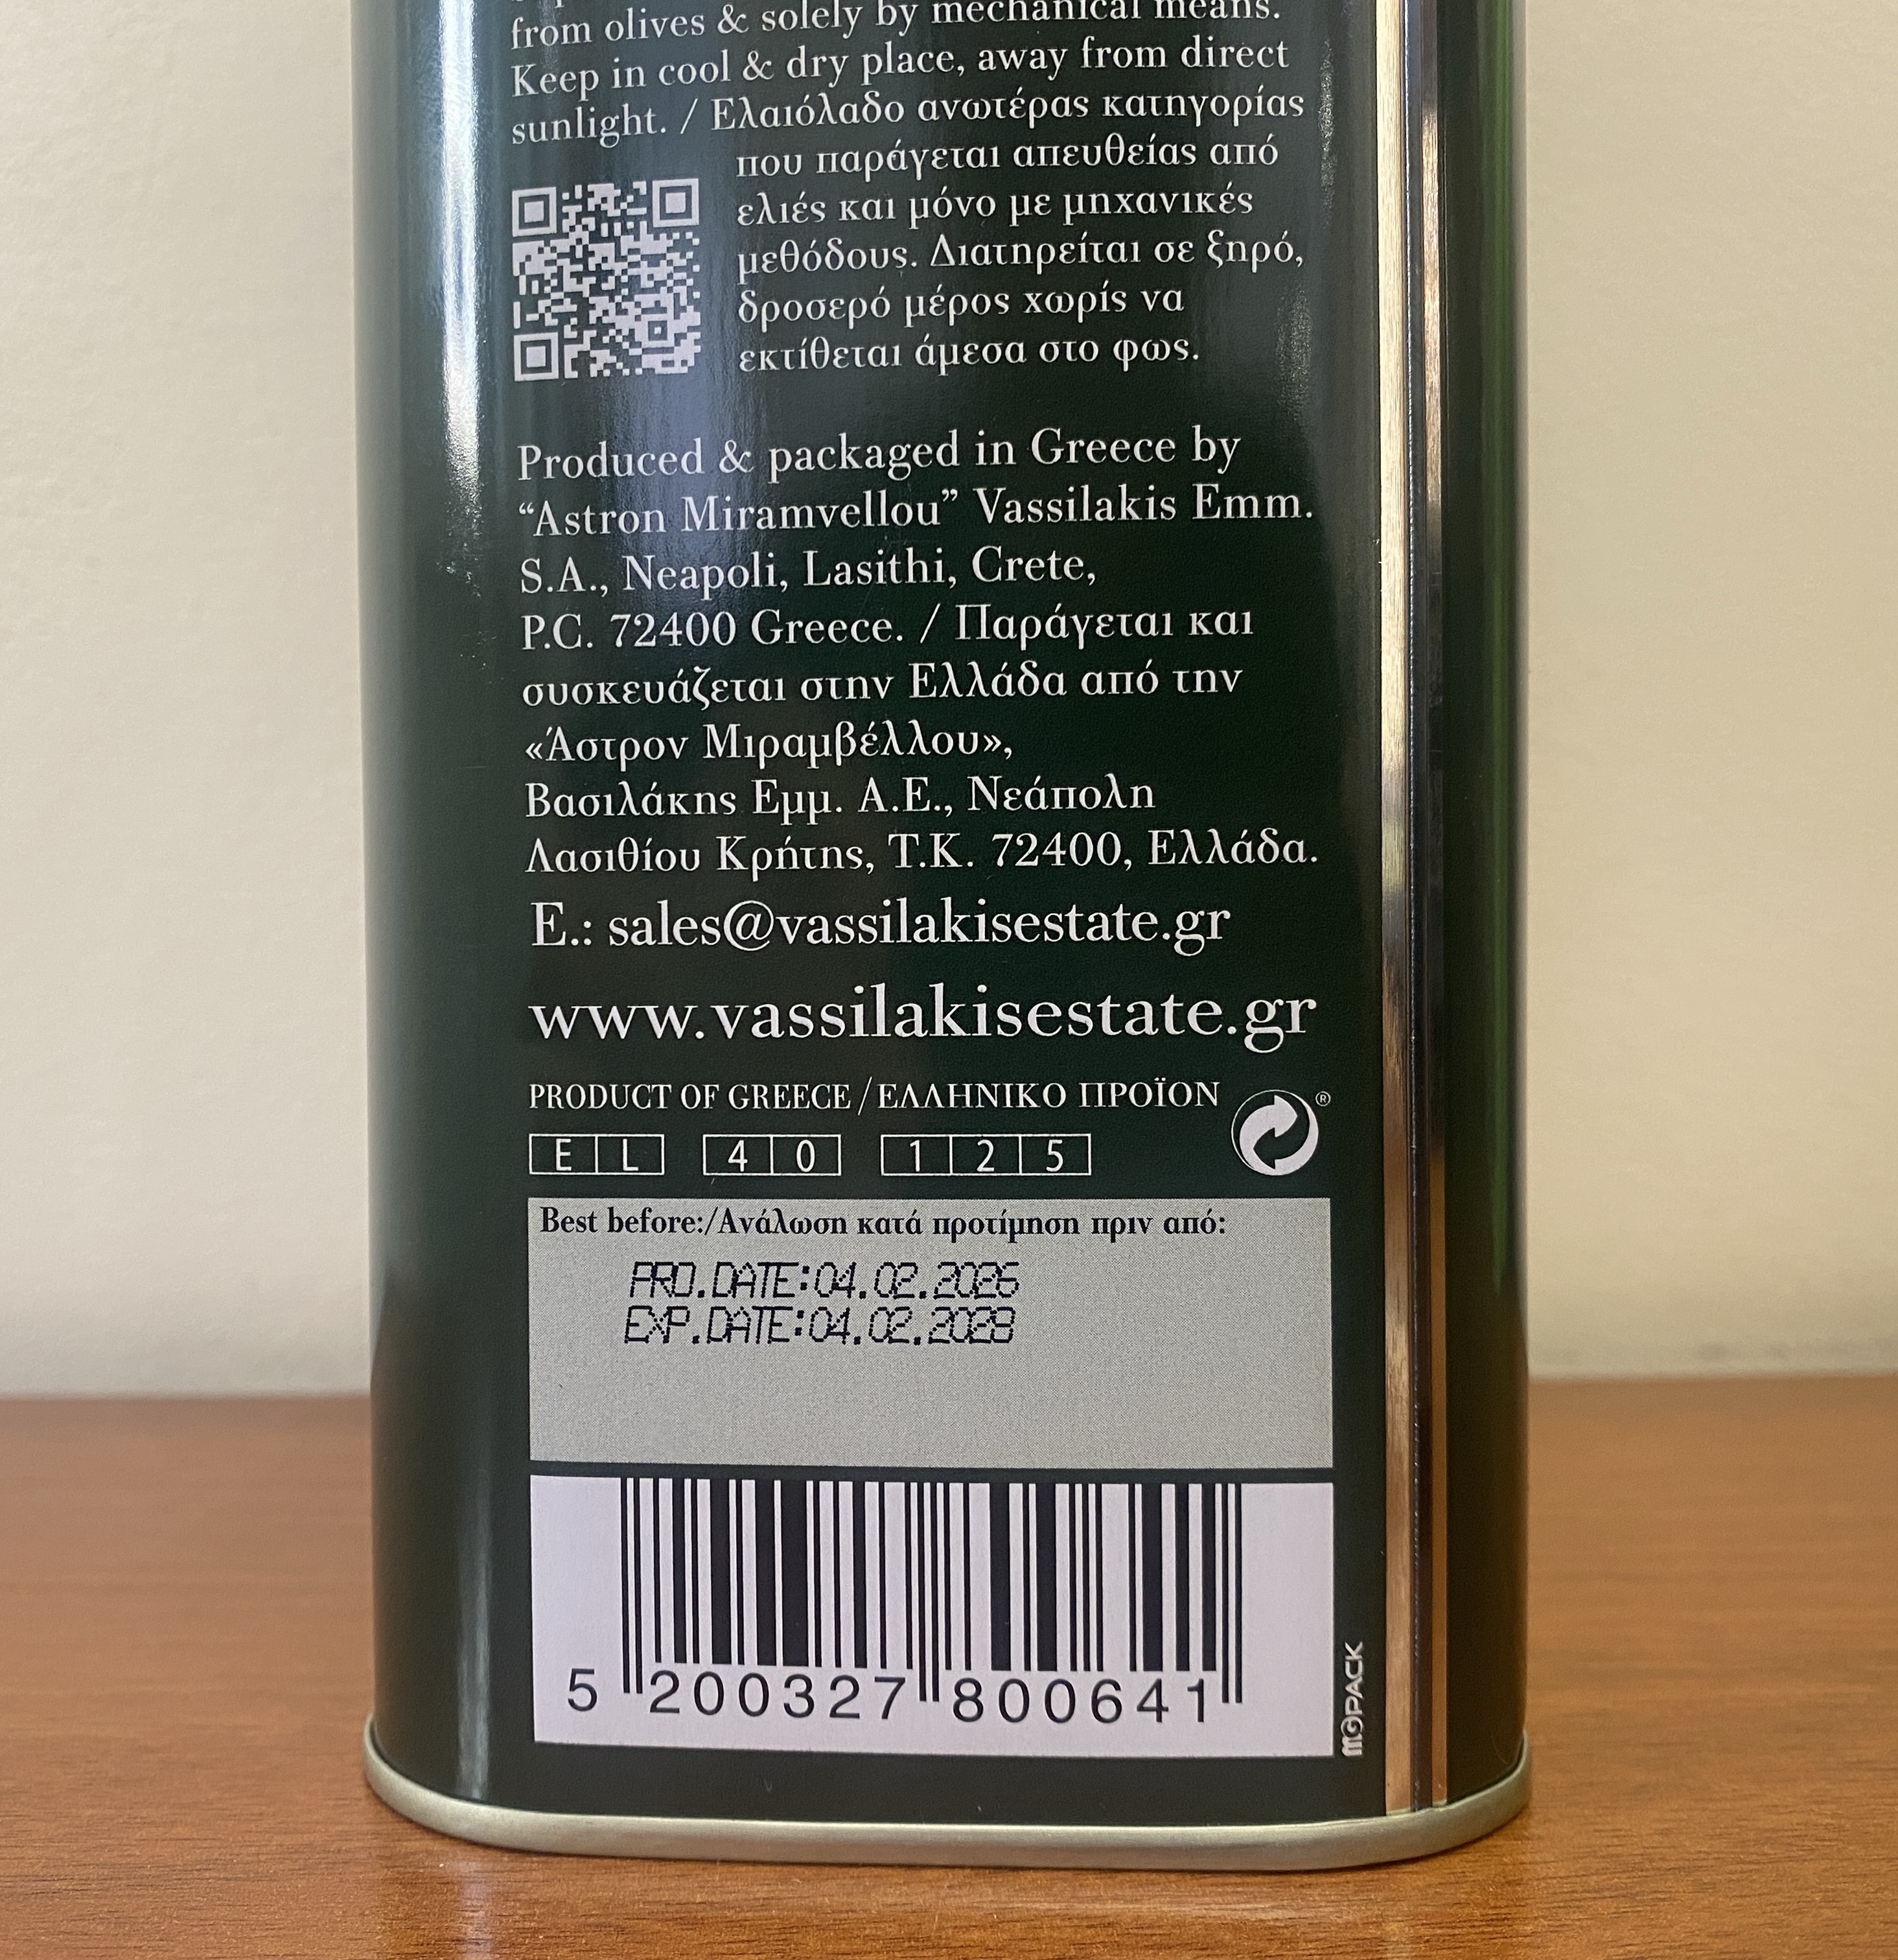 from olives & solely by mechanical means.
Keep in cool & dry place, away from direct
sunlight. / Ελαιόλαδο ανωτέρας κατηγορίας
που παράγεται απευθείας από
ελιές και μόνο με μηχανικές
μεθόδους. Διατηρείται σε ξηρό,
δροσερό μέρος χωρίς να
εκτίθεται άμεσα στο φως.
Produced & packaged in Greece by
“Astron Miramvellou” Vassilakis Emm.
S.A., Neapoli, Lasithi, Crete,
P.C. 72400 Greece. / Παράγεται και
συσκευάζεται στην Ελλάδα από την
«Άστρον Μιραμβέλλου»,
Βασιλάκης Εμμ. Α.Ε., Νεάπολη
Λασιθίου Κρήτης, Τ.Κ. 72400, Ελλάδα.
E.: sales@vassilakisestate.gr
www.vassilakisestate.gr
PRODUCT OF GREECE / ΕΛΛΗΝΙΚΟ ΠΡΟΪΟΝ
®
EL 40 125
Best before:/Ανάλωση κατά προτίμηση πριν από:
PRO.DATE:04.02.2026
EXP.DATE:04.02.2028
5 200327 800641
MGPACK